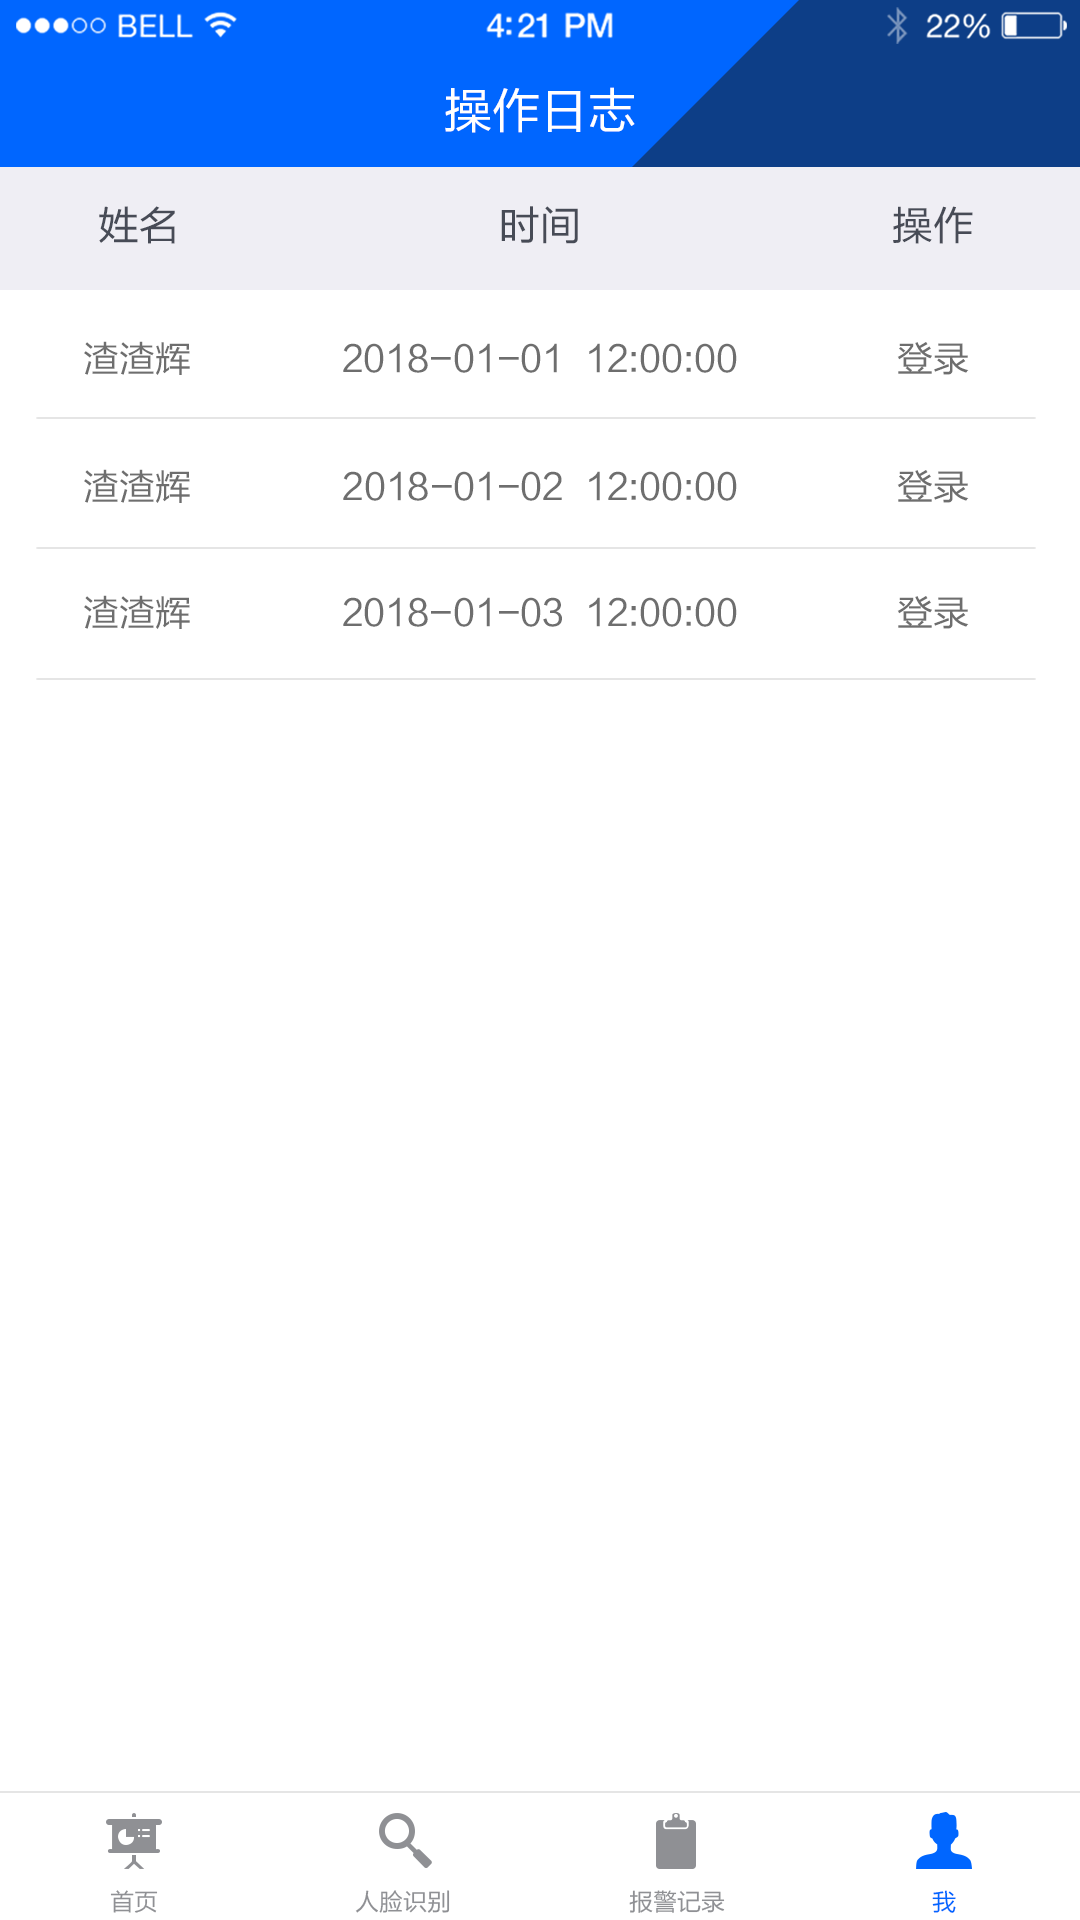 BELL 4:21 PM 22%
操作日志
姓名 时间 操作
渣渣辉 2018-01-01 12:00:00 登录
渣渣辉 2018-01-02 12:00:00 登录
渣渣辉 2018-01-03 12:00:00 登录
首页 人脸识别 报警记录 我